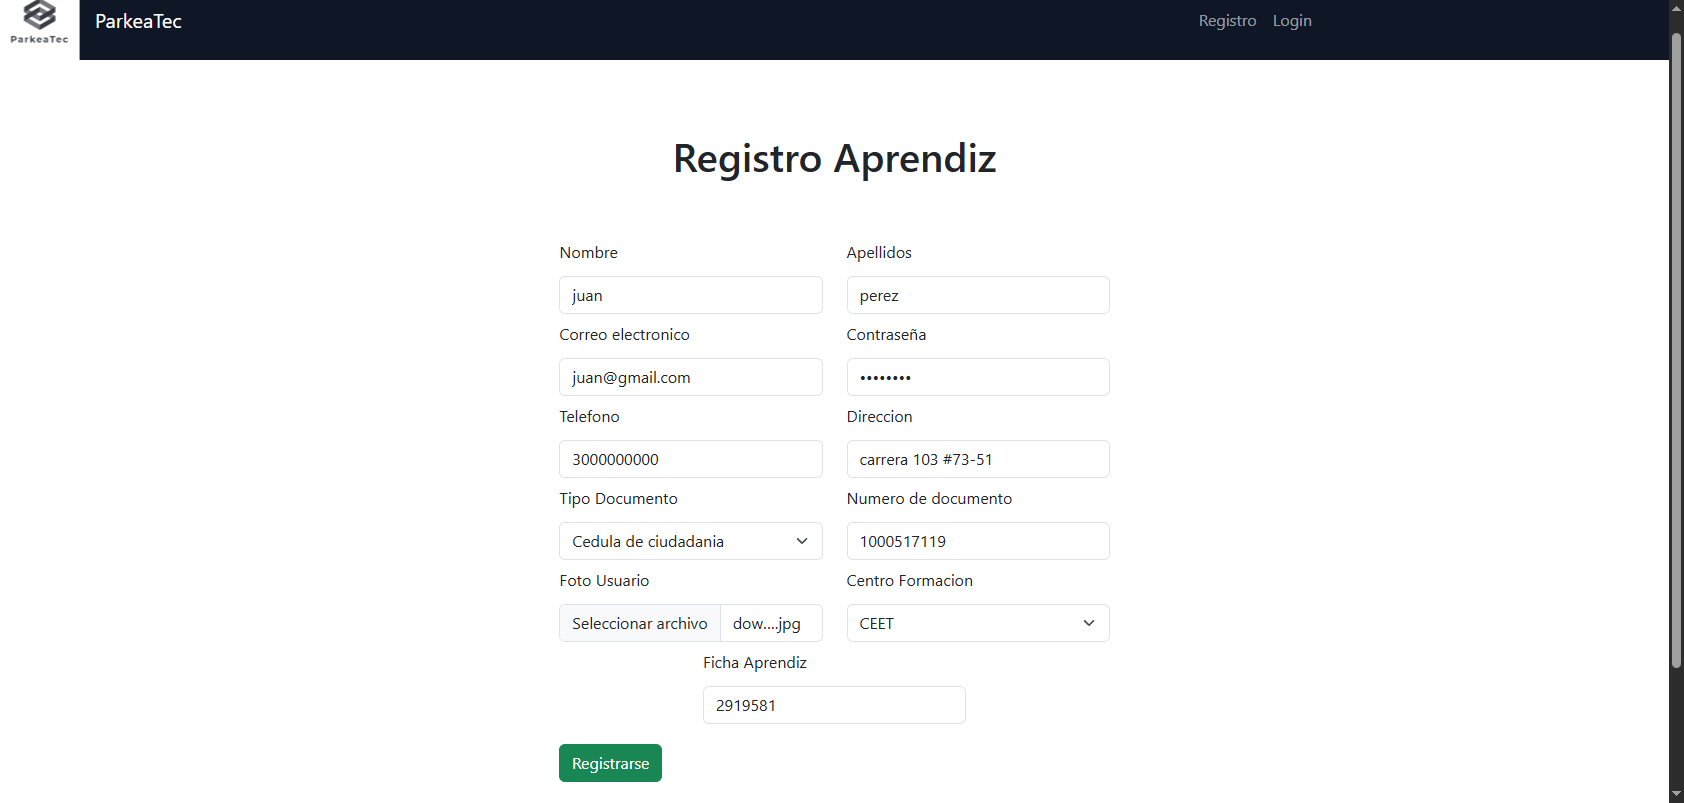 ParkeaTec
ParkeaTec
Registro Login
Registro Aprendiz
Nombre
Apellidos
juan
perez
Correo electronico
Contraseña
juan@gmail.com
••••••••
Telefono
Direccion
3000000000
carrera 103 #73-51
Tipo Documento
Numero de documento
Cedula de ciudadania
1000517119
Foto Usuario
Centro Formacion
Seleccionar archivo dow....jpg
CEET
Ficha Aprendiz
2919581
Registrarse